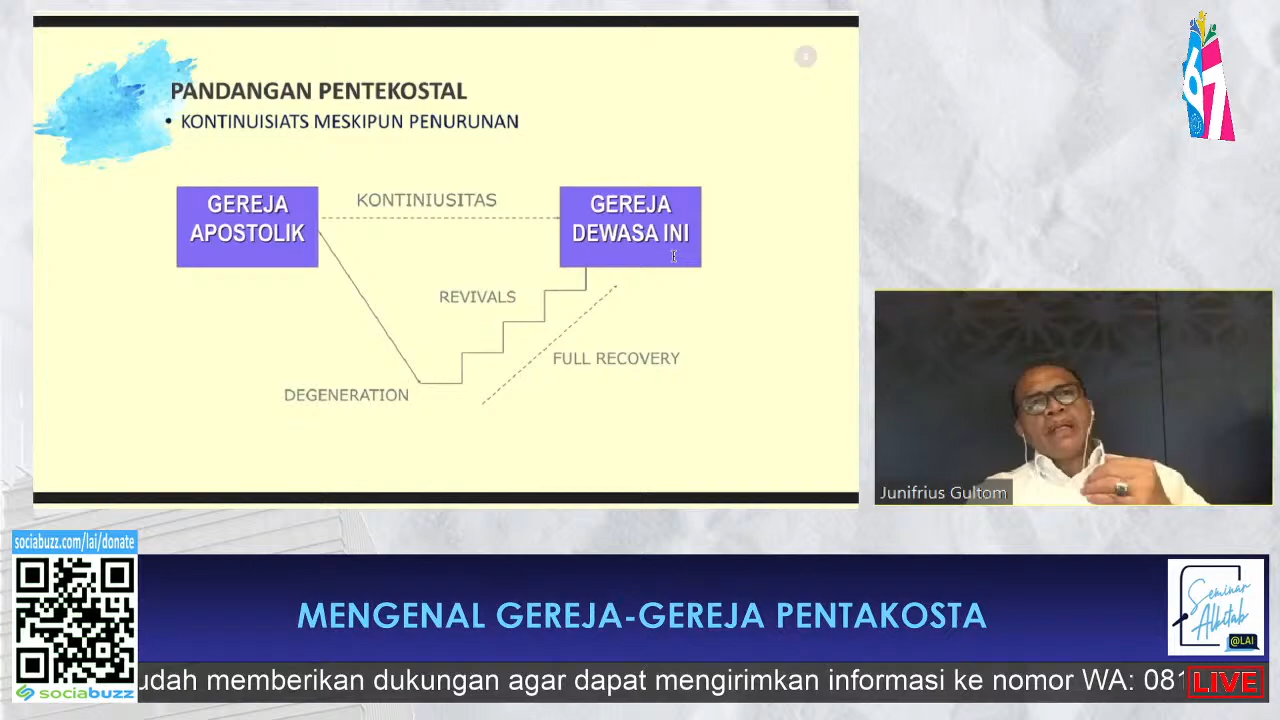 PANDANGAN PENTEKOSTAL
• KONTINUISIATS MESKIPUN PENURUNAN
GEREJA
APOSTOLIK
KONTINIUSITAS
GEREJA
DEWASA INI
REVIVALS
FULL RECOVERY
DEGENERATION
67
Junifrius Gultom
sociabuzz.com/lai/donate
sociabuzz
MENGENAL GEREJA-GEREJA PENTAKOSTA
Seminar
Alkitab
@LAI
udah memberikan dukungan agar dapat mengirimkan informasi ke nomor WA: 081
LIVE